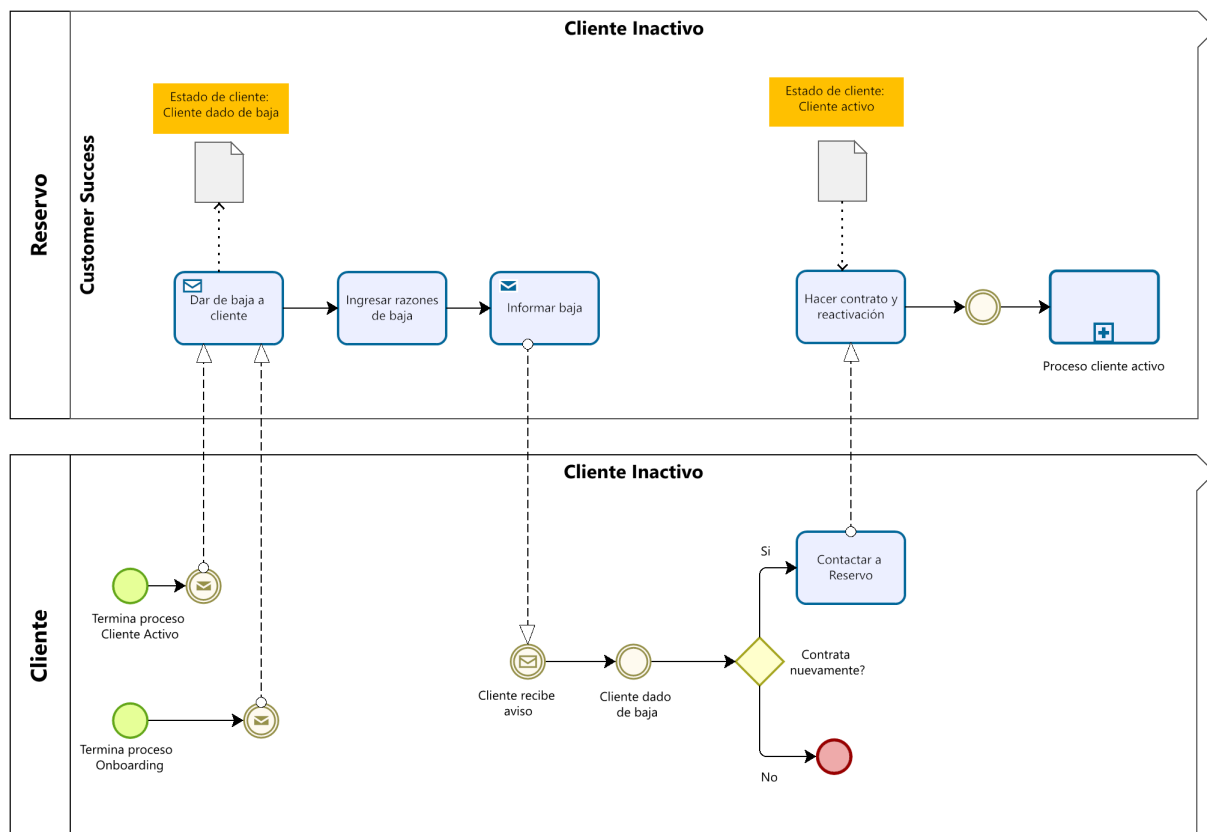 Cliente Inactivo
Reservo
Customer Success
Estado de cliente:
Cliente dado de baja
Estado de cliente:
Cliente activo
Dar de baja a
cliente
Ingresar razones
de baja
Informar baja
Hacer contrato y
reactivación
Proceso cliente activo
Cliente Inactivo
Cliente
Termina proceso
Cliente Activo
Termina proceso
Onboarding
Cliente recibe
aviso
Cliente dado
de baja
Contrata
nuevamente?
Si
Contactar a
Reservo
No